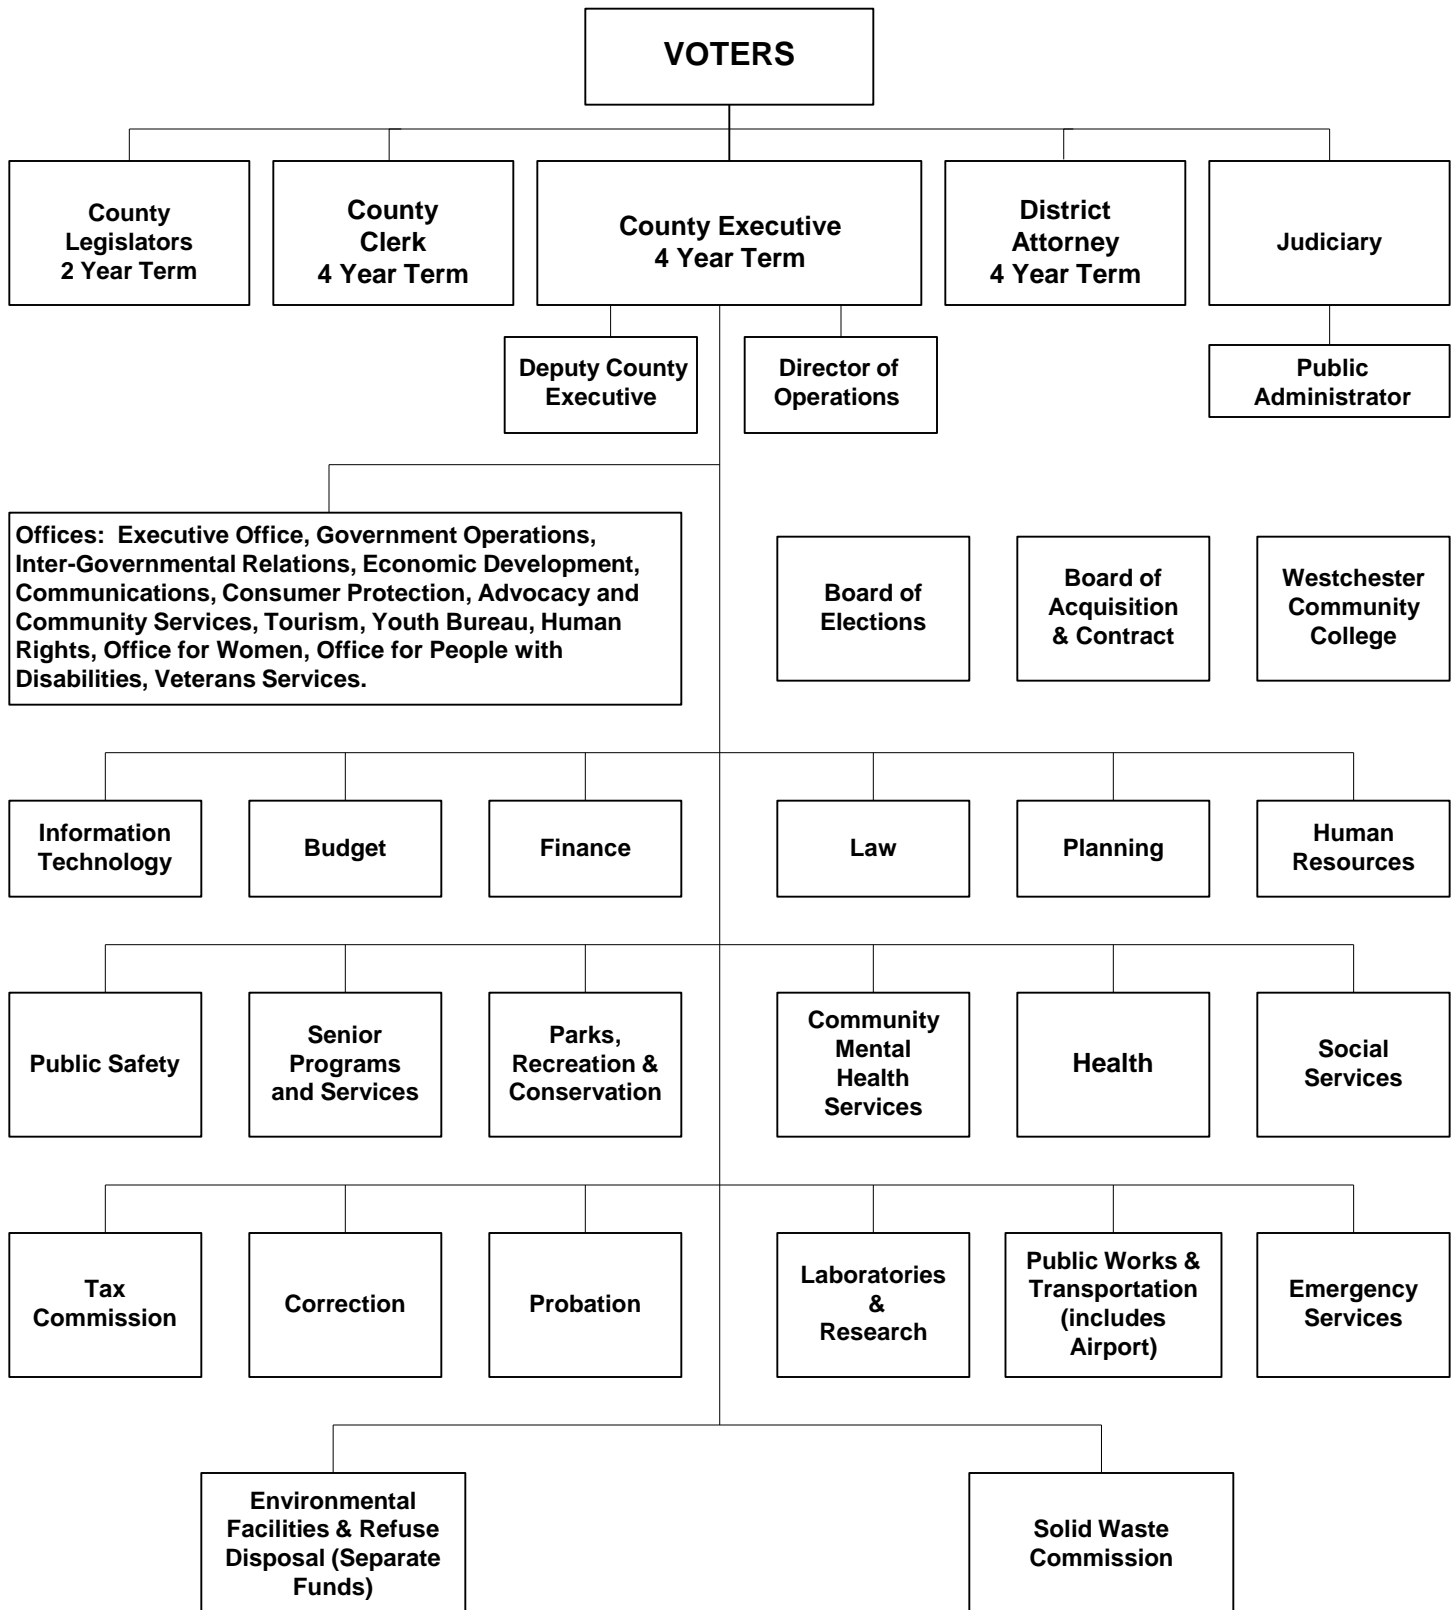 VOTERS
County
Legislators
2 Year Term
County
Clerk
4 Year Term
County Executive
4 Year Term
District
Attorney
4 Year Term
Judiciary
Deputy County
Executive
Director of
Operations
Public
Administrator
Offices:  Executive Office, Government Operations,
Inter-Governmental Relations, Economic Development,
Communications, Consumer Protection, Advocacy and
Community Services, Tourism, Youth Bureau, Human
Rights, Office for Women, Office for People with
Disabilities, Veterans Services.
Board of
Elections
Board of
Acquisition
& Contract
Westchester
Community
College
Information
Technology
Budget
Finance
Law
Planning
Human
Resources
Public Safety
Senior
Programs
and Services
Parks,
Recreation &
Conservation
Community
Mental
Health
Services
Health
Social
Services
Tax
Commission
Correction
Probation
Laboratories
&
Research
Public Works &
Transportation
(includes
Airport)
Emergency
Services
Environmental
Facilities & Refuse
Disposal (Separate
Funds)
Solid Waste
Commission